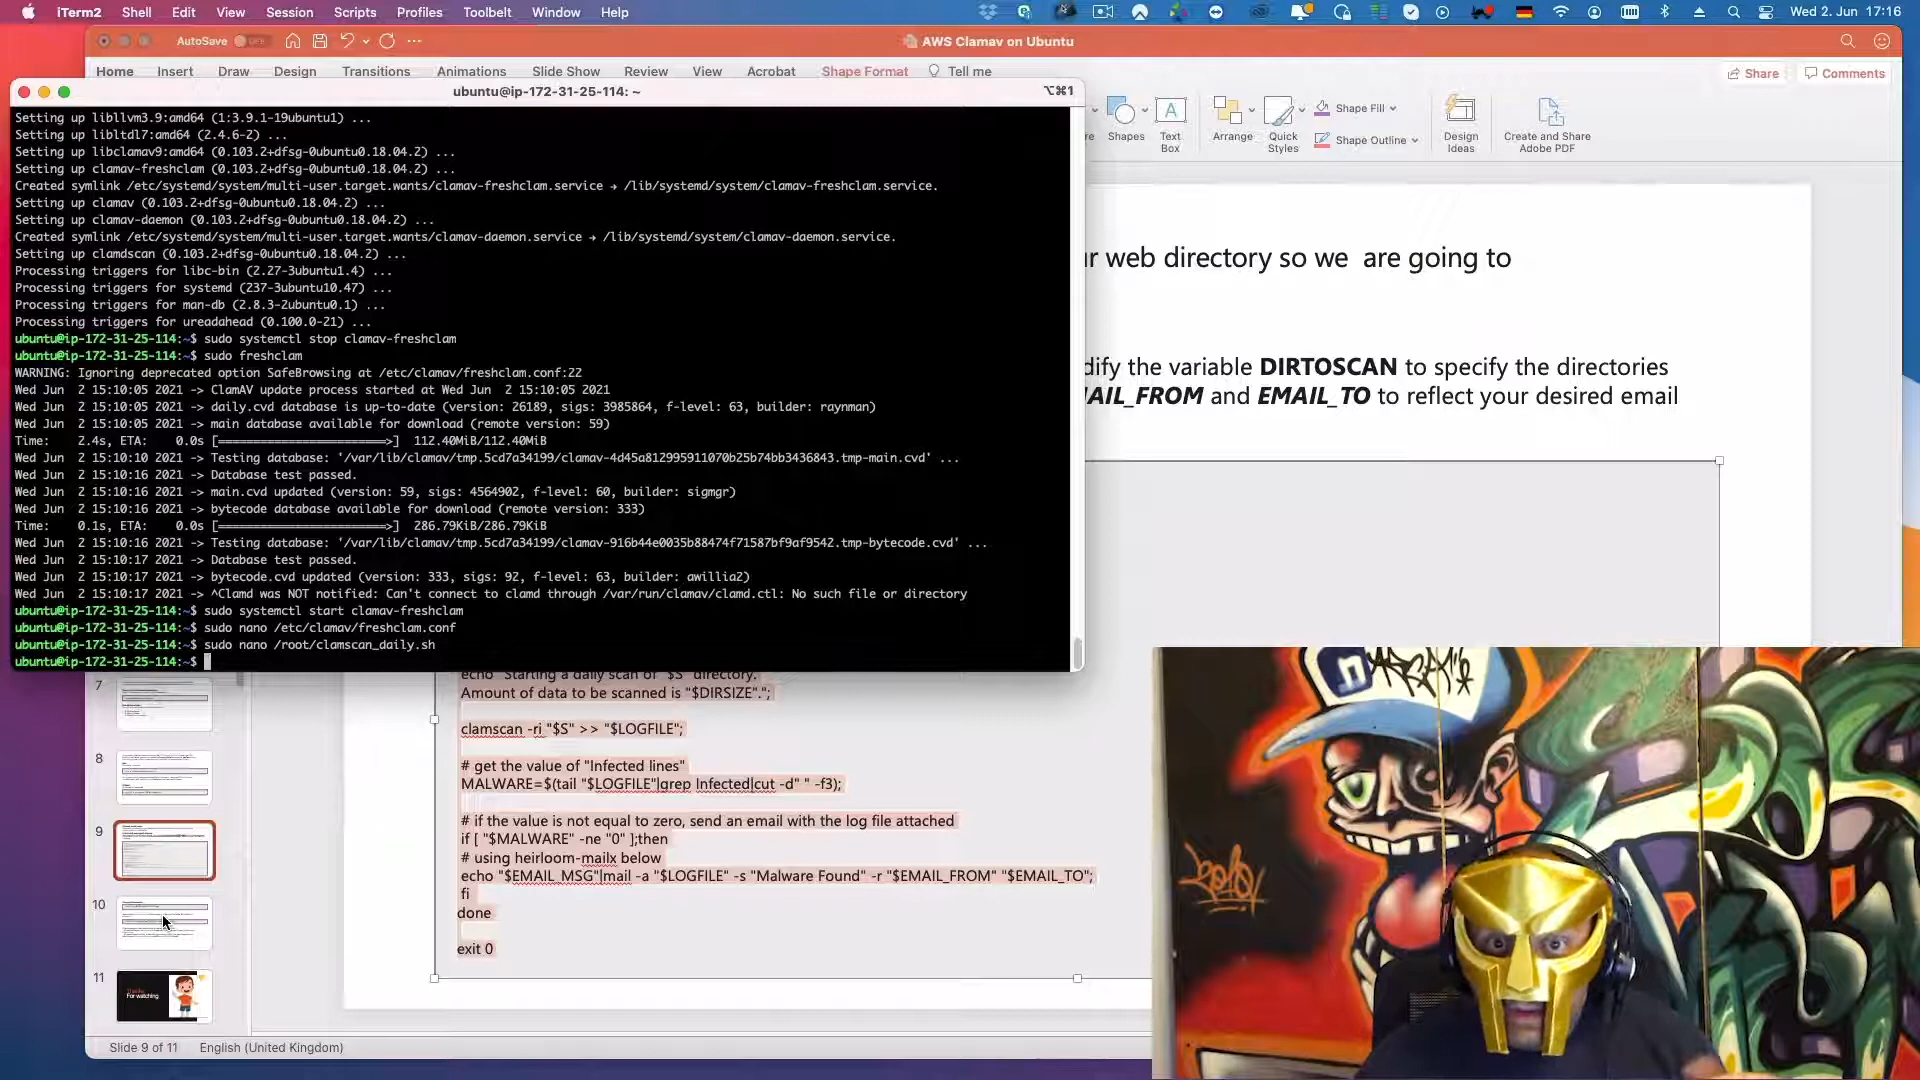 iTerm2 Shell Edit View Session Scripts Profiles Toolbelt Window Help
Wed 2. Jun 17:16
AutoSave OFF
AWS Clamav on Ubuntu
Home Insert Draw Design Transitions Animations Slide Show Review View Acrobat Shape Format Tell me
Share Comments
ubuntu@ip-172-31-25-114: ~
⌥⌘1
Shapes
Text
Box
Arrange
Quick
Styles
Shape Fill
Shape Outline
Design
Ideas
Create and Share
Adobe PDF
Setting up libllvm3.9:amd64 (1:3.9.1-19ubuntu1) ...
Setting up libltdl7:amd64 (2.4.6-2) ...
Setting up libclamav9:amd64 (0.103.2+dfsg-0ubuntu0.18.04.2) ...
Setting up clamav-freshclam (0.103.2+dfsg-0ubuntu0.18.04.2) ...
Created symlink /etc/systemd/system/multi-user.target.wants/clamav-freshclam.service → /lib/systemd/system/clamav-freshclam.service.
Setting up clamav (0.103.2+dfsg-0ubuntu0.18.04.2) ...
Setting up clamav-daemon (0.103.2+dfsg-0ubuntu0.18.04.2) ...
Created symlink /etc/systemd/system/multi-user.target.wants/clamav-daemon.service → /lib/systemd/system/clamav-daemon.service.
Setting up clamdscan (0.103.2+dfsg-0ubuntu0.18.04.2) ...
Processing triggers for libc-bin (2.27-3ubuntu1.4) ...
Processing triggers for systemd (237-3ubuntu10.47) ...
Processing triggers for man-db (2.8.3-2ubuntu0.1) ...
Processing triggers for ureadahead (0.100.0-21) ...
ubuntu@ip-172-31-25-114:~$ sudo systemctl stop clamav-freshclam
ubuntu@ip-172-31-25-114:~$ sudo freshclam
WARNING: Ignoring deprecated option SafeBrowsing at /etc/clamav/freshclam.conf:22
Wed Jun  2 15:10:05 2021 -> ClamAV update process started at Wed Jun  2 15:10:05 2021
Wed Jun  2 15:10:05 2021 -> daily.cvd database is up-to-date (version: 26189, sigs: 3985864, f-level: 63, builder: raynman)
Wed Jun  2 15:10:05 2021 -> main database available for download (remote version: 59)
Time:    2.4s, ETA:    0.0s [========================>]  112.40MiB/112.40MiB
Wed Jun  2 15:10:10 2021 -> Testing database: '/var/lib/clamav/tmp.5cd7a34199/clamav-4d45a812995911070b25b74bb3436843.tmp-main.cvd' ...
Wed Jun  2 15:10:16 2021 -> Database test passed.
Wed Jun  2 15:10:16 2021 -> main.cvd updated (version: 59, sigs: 4564902, f-level: 60, builder: sigmgr)
Wed Jun  2 15:10:16 2021 -> bytecode database available for download (remote version: 333)
Time:    0.1s, ETA:    0.0s [========================>]  286.79KiB/286.79KiB
Wed Jun  2 15:10:16 2021 -> Testing database: '/var/lib/clamav/tmp.5cd7a34199/clamav-916b44e0035b88474f71587bf9af9542.tmp-bytecode.cvd' ...
Wed Jun  2 15:10:17 2021 -> Database test passed.
Wed Jun  2 15:10:17 2021 -> bytecode.cvd updated (version: 333, sigs: 92, f-level: 63, builder: awillia2)
Wed Jun  2 15:10:17 2021 -> ^Clamd was NOT notified: Can't connect to clamd through /var/run/clamav/clamd.ctl: No such file or directory
ubuntu@ip-172-31-25-114:~$ sudo systemctl start clamav-freshclam
ubuntu@ip-172-31-25-114:~$ sudo nano /etc/clamav/freshclam.conf
ubuntu@ip-172-31-25-114:~$ sudo nano /root/clamscan_daily.sh
ubuntu@ip-172-31-25-114:~$
web directory so we  are going to
the variable DIRTOSCAN to specify the directories
and EMAIL_TO to reflect your desired email
echo "Starting a daily scan of "$S" directory.
Amount of data to be scanned is "$DIRSIZE".";
clamscan -ri "$S" >> "$LOGFILE";
# get the value of "Infected lines"
MALWARE=$(tail "$LOGFILE"|grep Infected|cut -d" " -f3);
# if the value is not equal to zero, send an email with the log file attached
if [ "$MALWARE" -ne "0" ];then
# using heirloom-mailx below
echo "$EMAIL_MSG"|mail -a "$LOGFILE" -s "Malware Found" -r "$EMAIL_FROM" "$EMAIL_TO";
fi
done
exit 0
7
8
9
10
11
Thanks
For watching
Slide 9 of 11 English (United Kingdom)